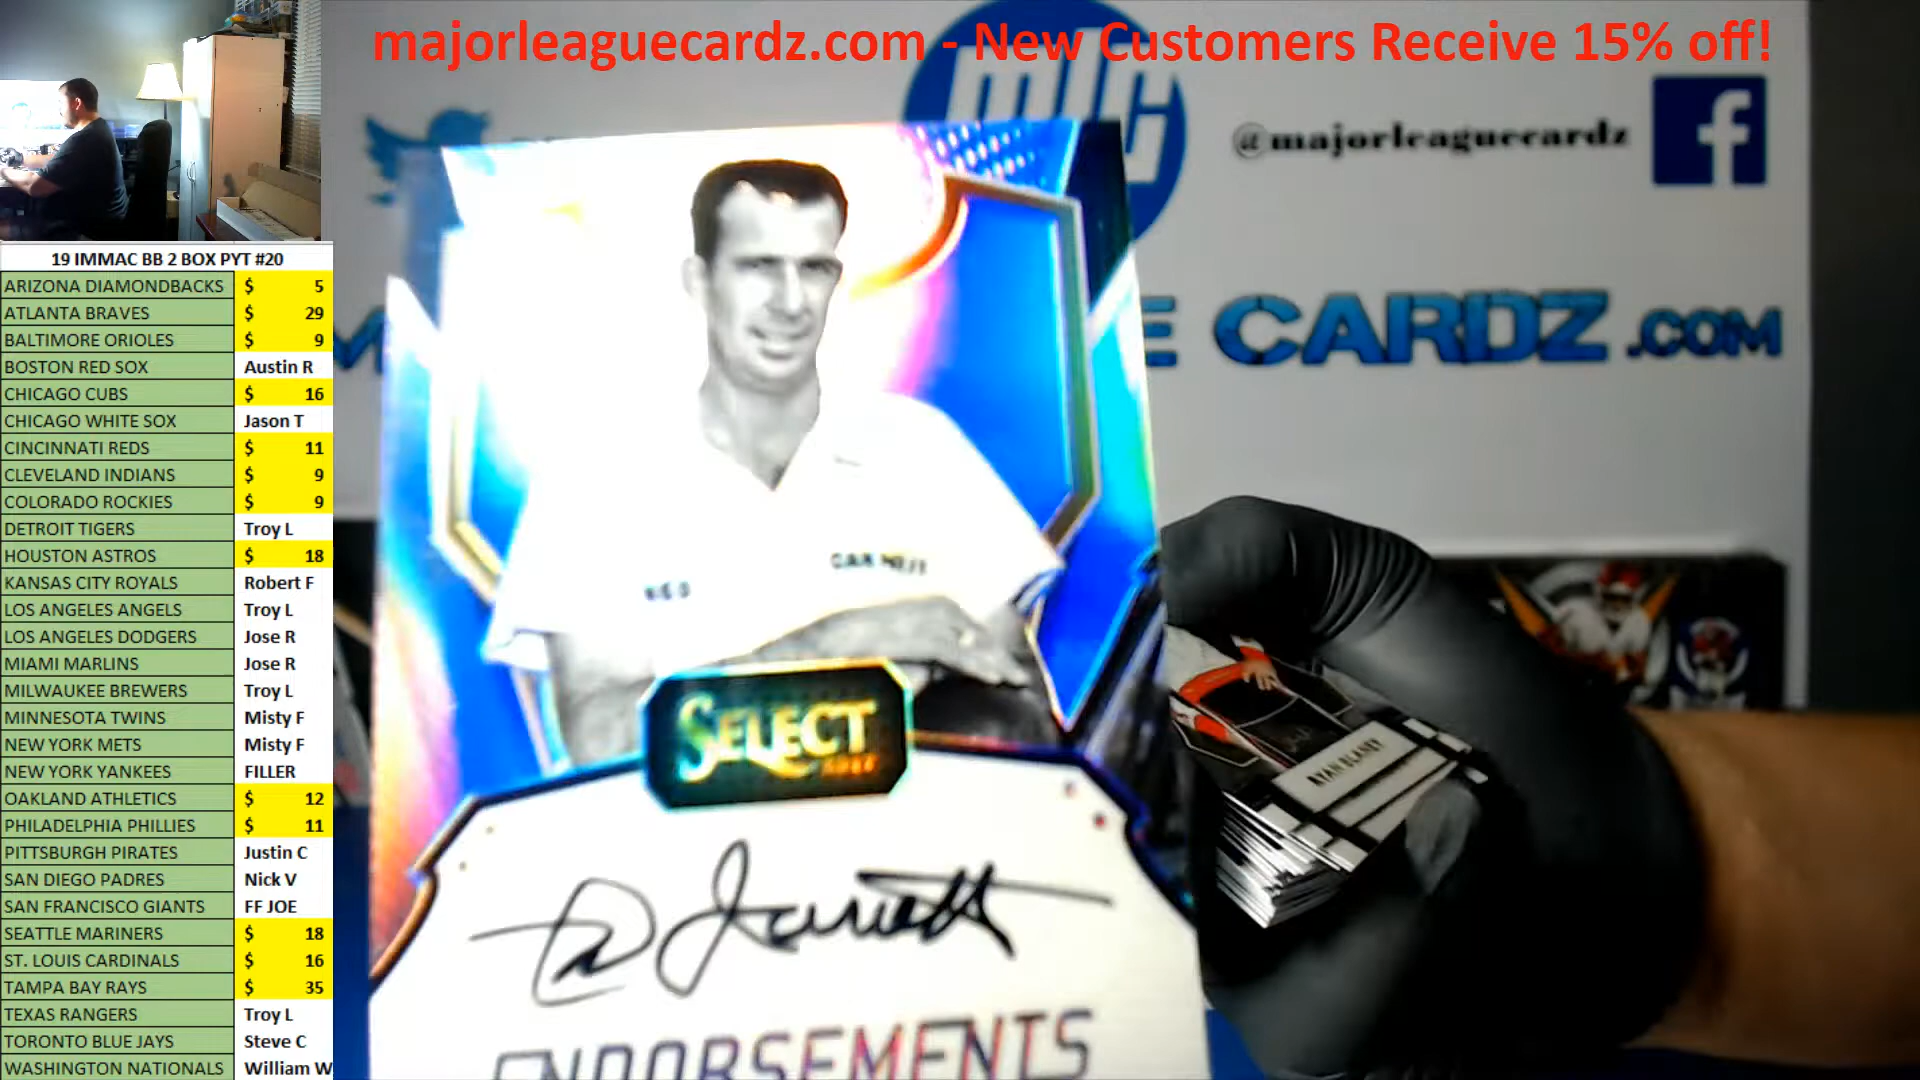 majorleaguecardz.com - New Customers Receive 15% off!
mlc
@majorleaguecardz
f
E CARDZ.COM
19 IMMAC BB 2 BOX PYT #20
ARIZONA DIAMONDBACKS $ 5
ATLANTA BRAVES $ 29
BALTIMORE ORIOLES $ 9
BOSTON RED SOX Austin R
CHICAGO CUBS $ 16
CHICAGO WHITE SOX Jason T
CINCINNATI REDS $ 11
CLEVELAND INDIANS $ 9
COLORADO ROCKIES $ 9
DETROIT TIGERS Troy L
HOUSTON ASTROS $ 18
KANSAS CITY ROYALS Robert F
LOS ANGELES ANGELS Troy L
LOS ANGELES DODGERS Jose R
MIAMI MARLINS Jose R
MILWAUKEE BREWERS Troy L
MINNESOTA TWINS Misty F
NEW YORK METS Misty F
NEW YORK YANKEES FILLER
OAKLAND ATHLETICS $ 12
PHILADELPHIA PHILLIES $ 11
PITTSBURGH PIRATES Justin C
SAN DIEGO PADRES Nick V
SAN FRANCISCO GIANTS FF JOE
SEATTLE MARINERS $ 18
ST. LOUIS CARDINALS $ 16
TAMPA BAY RAYS $ 35
TEXAS RANGERS Troy L
TORONTO BLUE JAYS Steve C
WASHINGTON NATIONALS William W
SELECT
Jarrett
ENDORSEMENTS
RYAN BLANEY